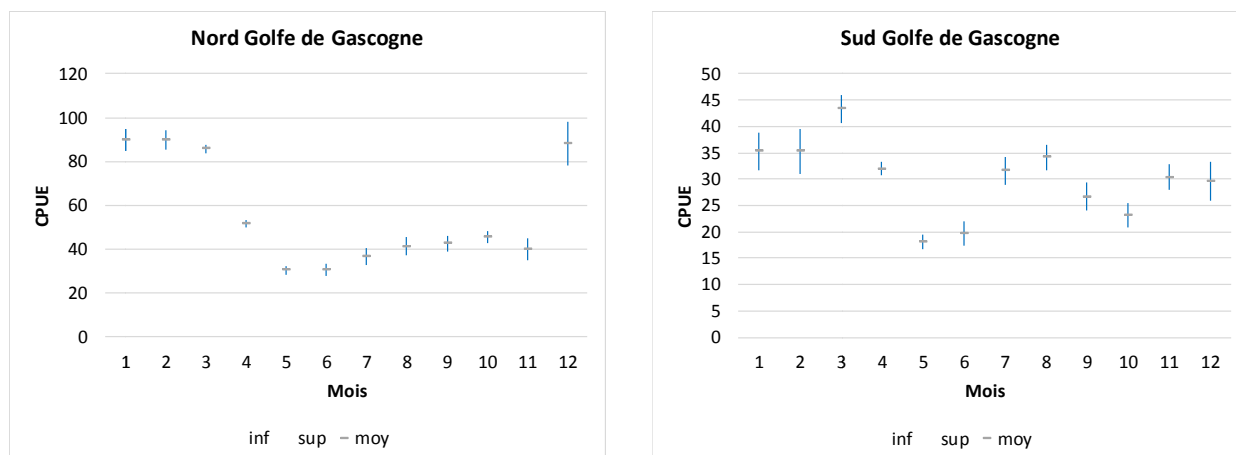 Nord Golfe de Gascogne
120
100
80
60
40
20
0
CPUE
1 2 3 4 5 6 7 8 9 10 11 12
Mois
inf sup moy
Sud Golfe de Gascogne
50
45
40
35
30
25
20
15
10
5
0
CPUE
1 2 3 4 5 6 7 8 9 10 11 12
Mois
inf sup moy